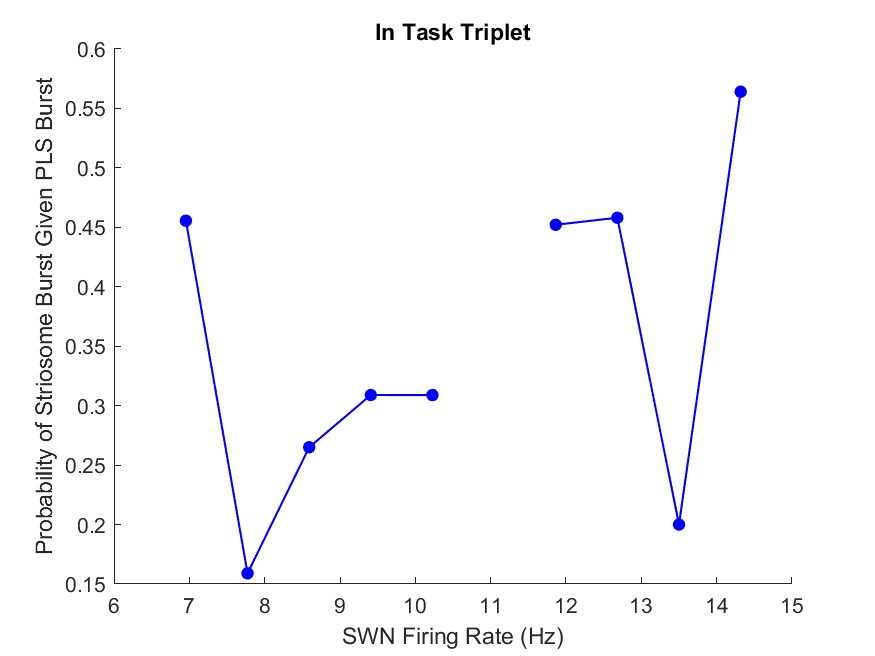 In Task Triplet
Probability of Striosome Burst Given PLS Burst
0.6
0.55
0.5
0.45
0.4
0.35
0.3
0.25
0.2
0.15
6 7 8 9 10 11 12 13 14 15
SWN Firing Rate (Hz)